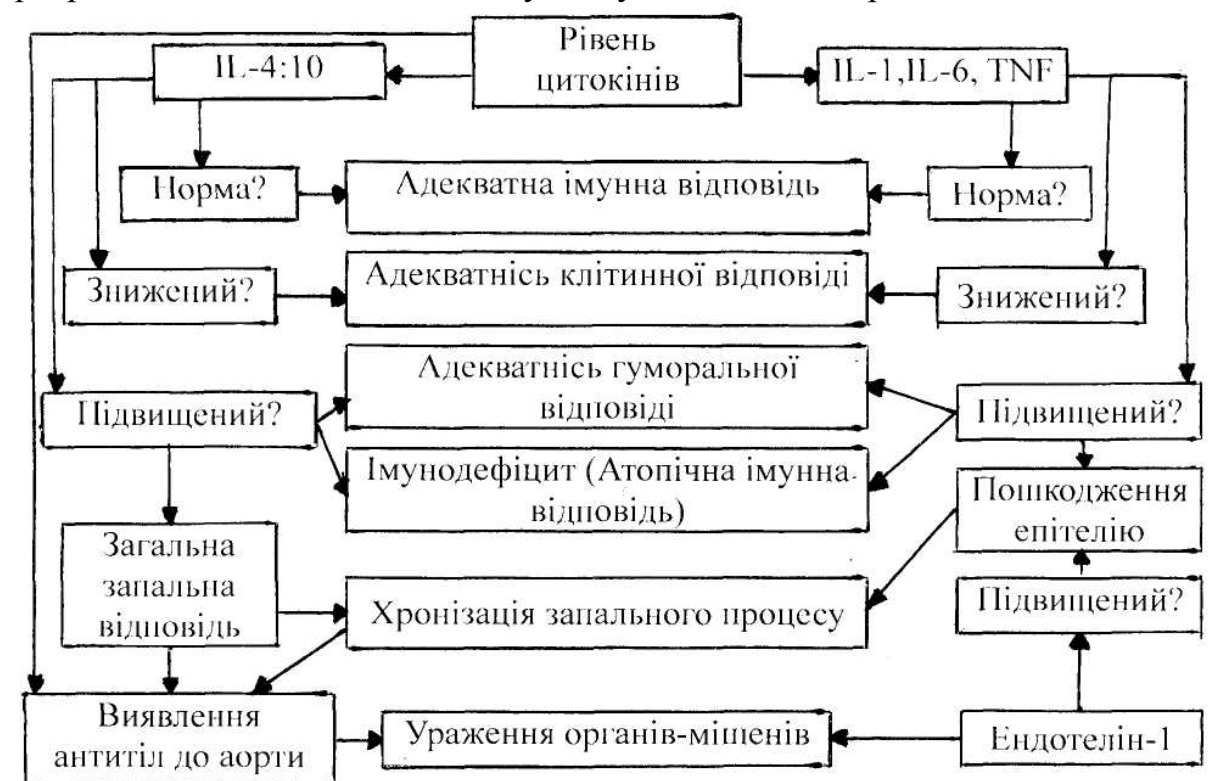 Рівень
цитокінів
IL-4:10
IL-1,IL-6, TNF
Норма?
Адекватна імунна відповідь
Норма?
Знижений?
Адекватнісь клітинної відповіді
Знижений?
Адекватнісь гуморальної
відповіді
Підвищений?
Підвищений?
Імунодефіцит (Атопічна імунна
відповідь)
Пошкодження
епітелію
Загальна
запальна
відповідь
Хронізація запального процесу
Підвищений?
Виявлення
антитіл до аорти
Ураження органів-мішенів
Ендотелін-1